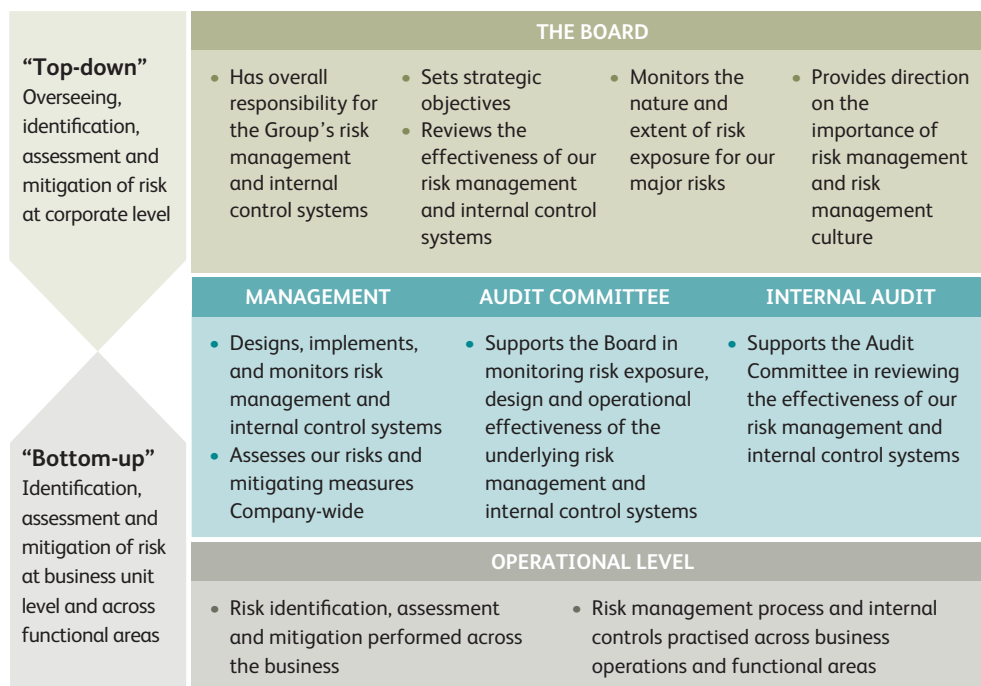 “Top-down”
Overseeing,
identification,
assessment and
mitigation of risk
at corporate level
THE BOARD
• Has overall
responsibility for
the Group’s risk
management
and internal
control systems
• Sets strategic
objectives
• Reviews the
effectiveness of our
risk management
and internal control
systems
• Monitors the
nature and
extent of risk
exposure for our
major risks
• Provides direction
on the
importance of
risk management
and risk
management
culture
MANAGEMENT
• Designs, implements,
and monitors risk
management and
internal control systems
• Assesses our risks and
mitigating measures
Company-wide
AUDIT COMMITTEE
• Supports the Board in
monitoring risk exposure,
design and operational
effectiveness of the
underlying risk
management and
internal control systems
INTERNAL AUDIT
• Supports the Audit
Committee in reviewing
the effectiveness of our
risk management and
internal control systems
“Bottom-up”
Identification,
assessment and
mitigation of risk
at business unit
level and across
functional areas
OPERATIONAL LEVEL
• Risk identification, assessment
and mitigation performed across
the business
• Risk management process and internal
controls practised across business
operations and functional areas